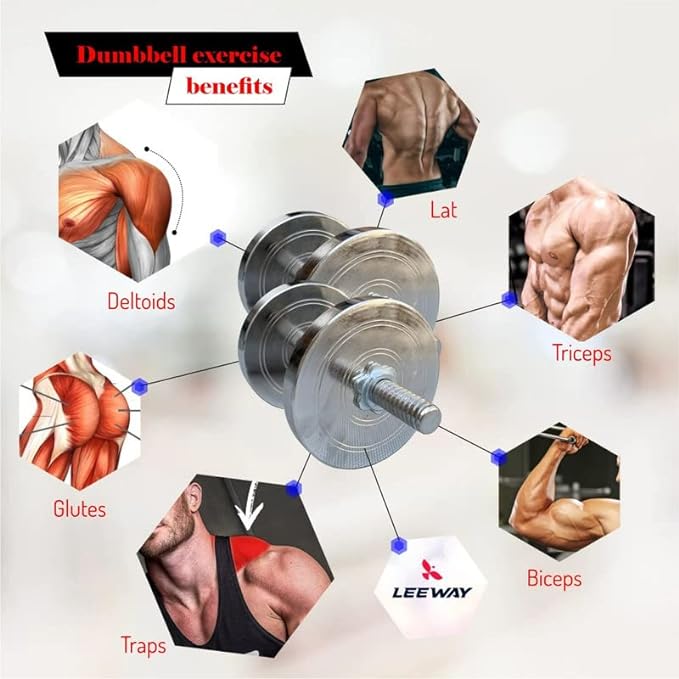 Dumbbell exercise
benefits
Lat
Deltoids
Triceps
Glutes
Biceps
LEEWAY
Traps